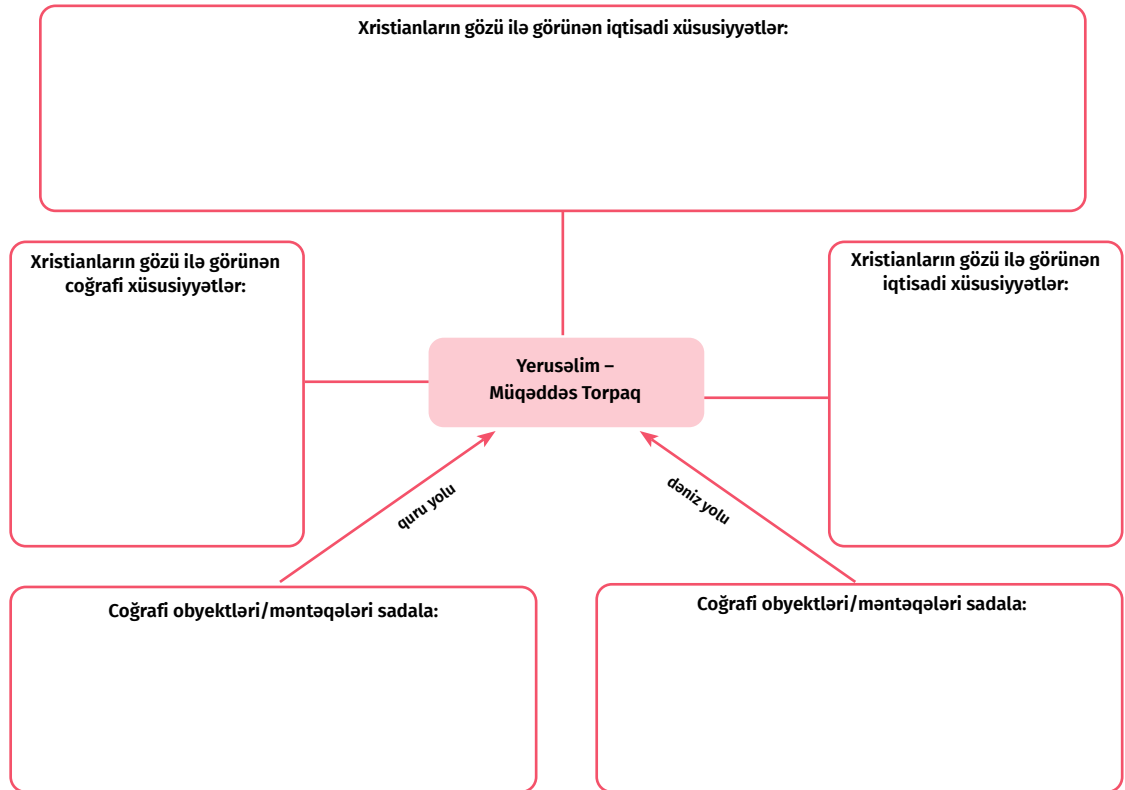 Xristianların gözü ilə görünən iqtisadi xüsusiyyətlər:
Xristianların gözü ilə görünən
coğrafi xüsusiyyətlər:
Xristianların gözü ilə görünən
iqtisadi xüsusiyyətlər:
Yerusəlim –
Müqəddəs Torpaq
quru yolu
dəniz yolu
Coğrafi obyektləri/məntəqələri sadala:
Coğrafi obyektləri/məntəqələri sadala: